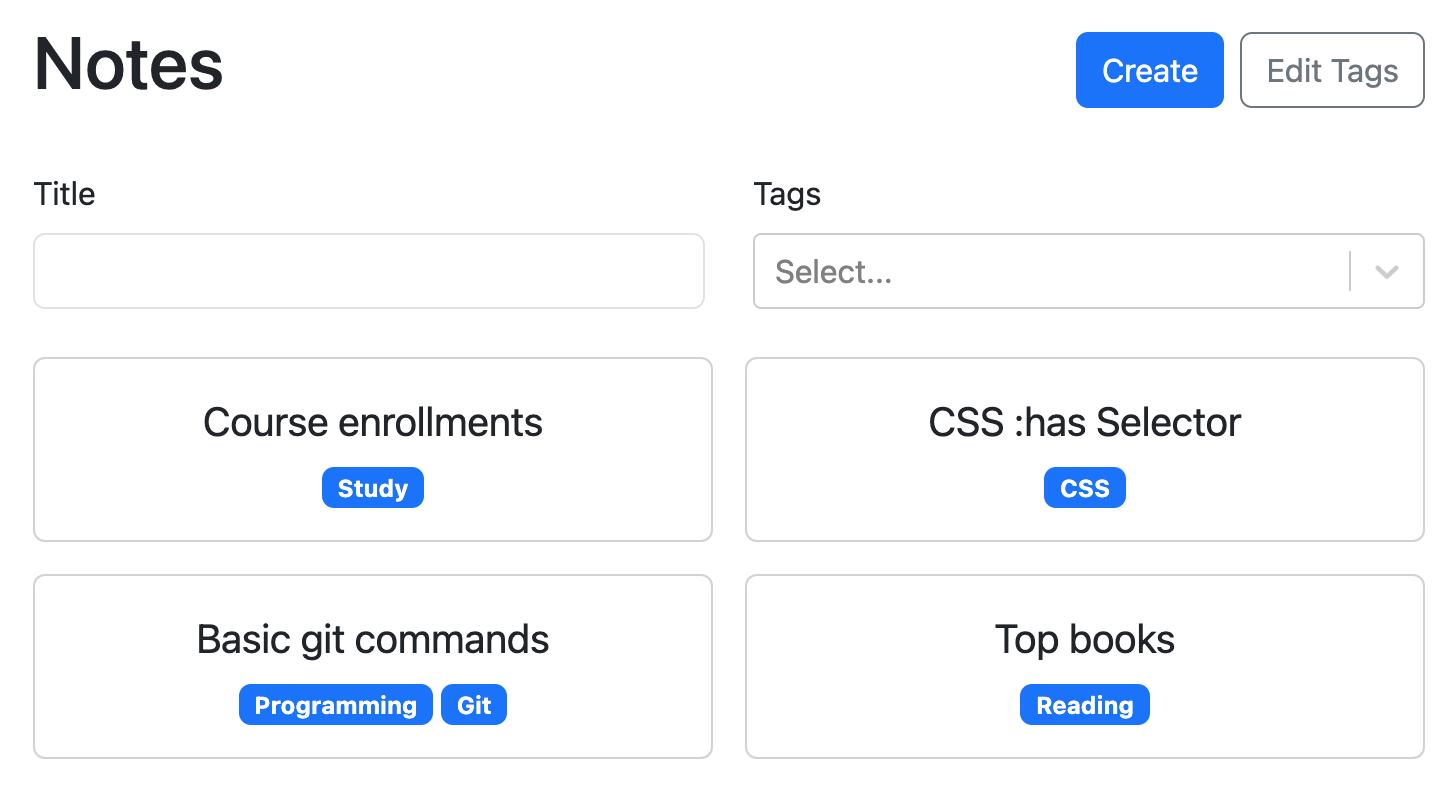 Notes
Create
Edit Tags
Title
Tags
Select...
Course enrollments
Study
CSS :has Selector
CSS
Basic git commands
Programming Git
Top books
Reading